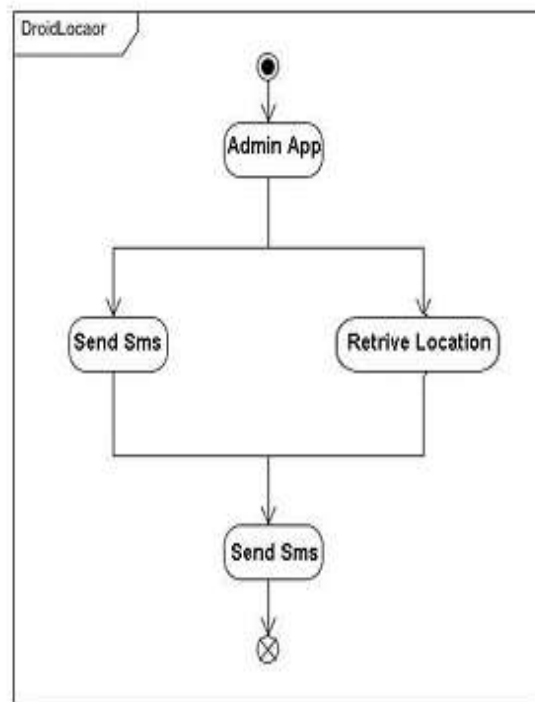 DroidLocaor
Admin App
Send Sms
Retrive Location
Send Sms